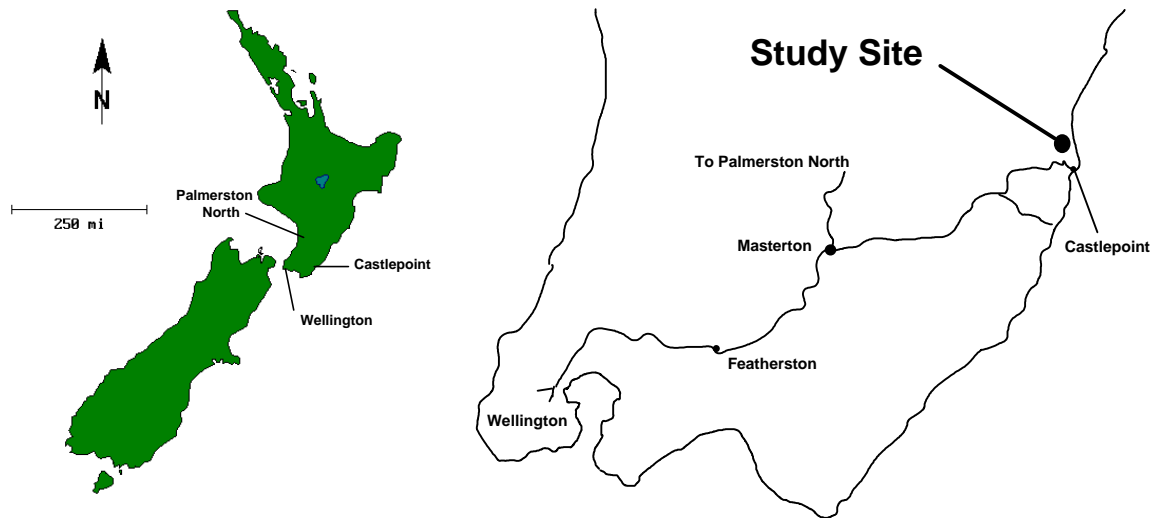 N
250 mi
Palmerston
North
Castlepoint
Wellington
Study Site
To Palmerston North
Masterton
Castlepoint
Featherston
Wellington